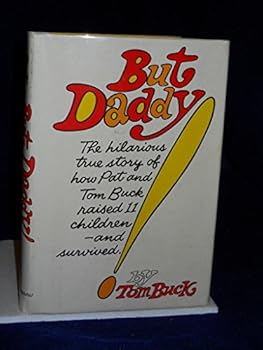 But
Daddy!
The hilarious
true story of
how Pat and
Tom Buck
raised 11
children
—and
survived.
by
Tom Buck
But Daddy!